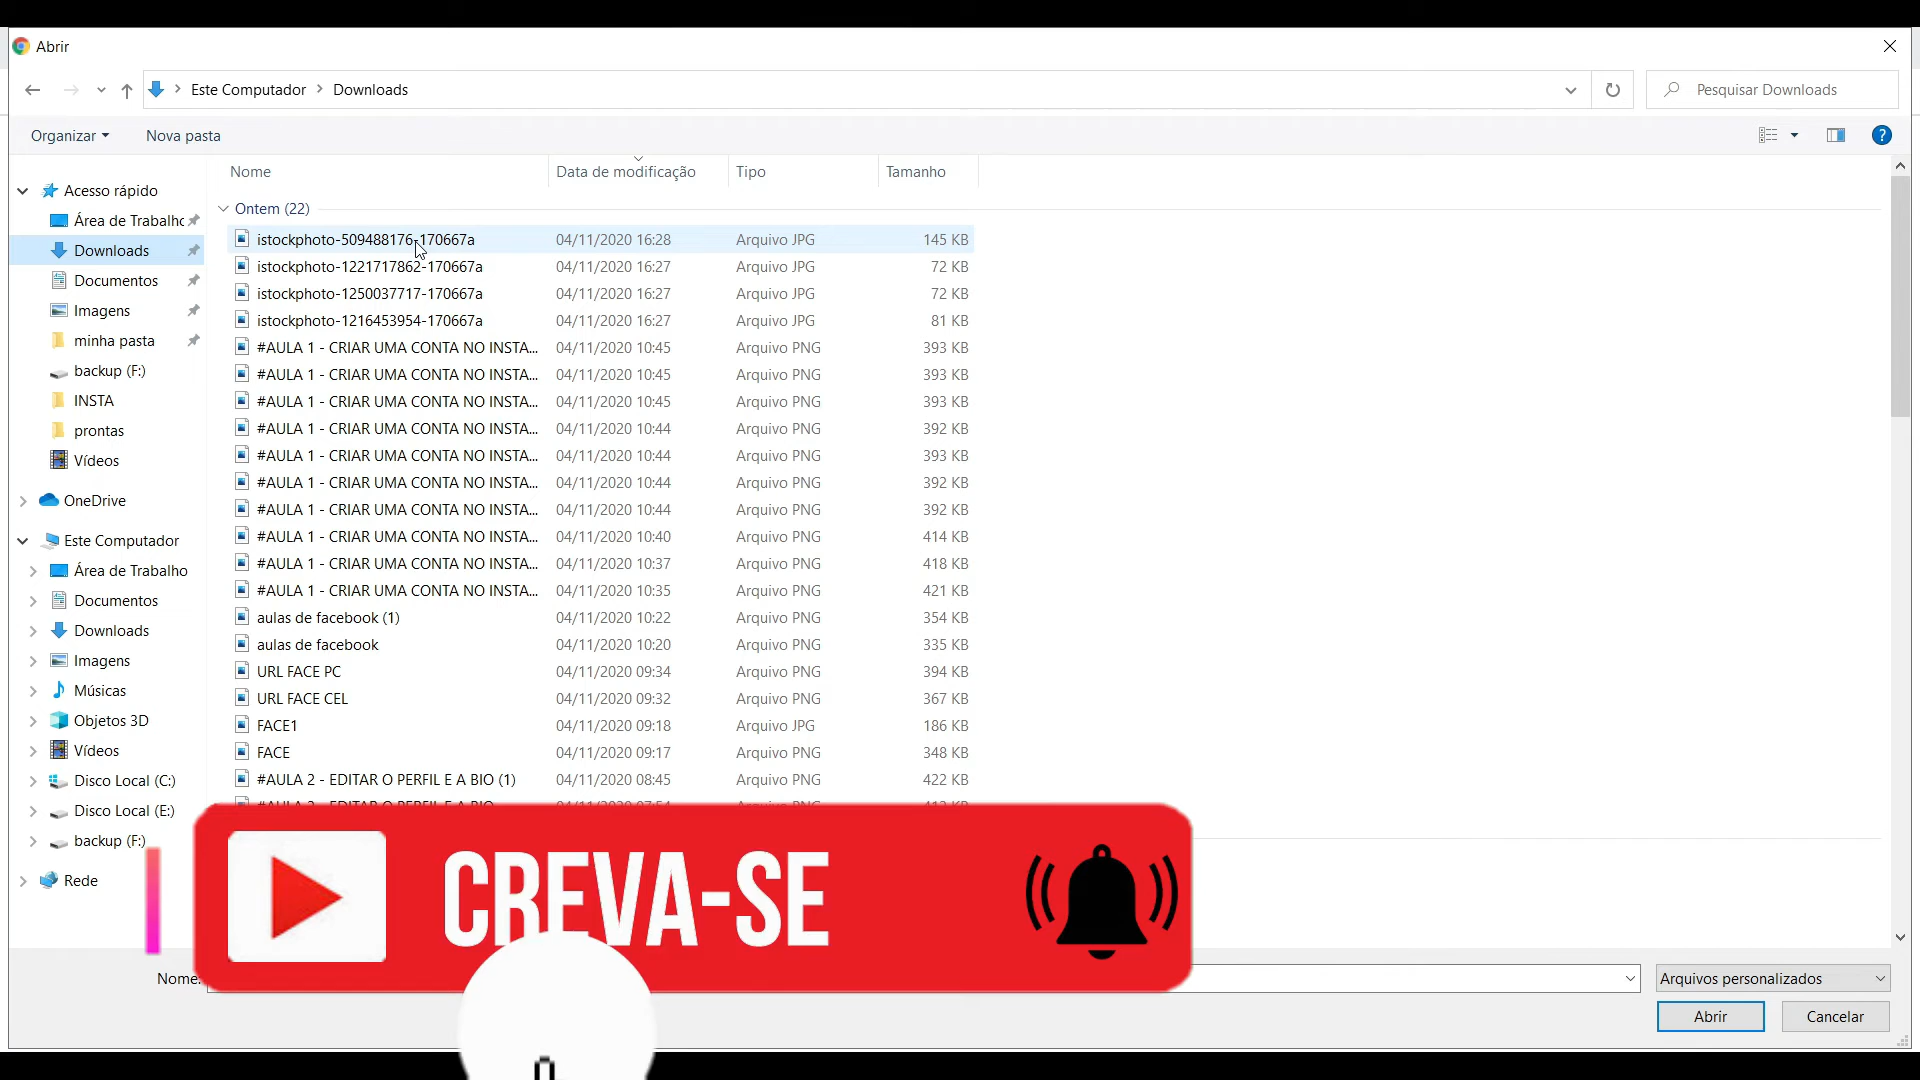 Abrir
Este Computador Downloads
Pesquisar Downloads
Organizar Nova pasta
Nome Data de modificação Tipo Tamanho
Acesso rápido
Área de Trabalho
Downloads
Documentos
Imagens
minha pasta
backup (F:)
INSTA
prontas
Vídeos
OneDrive
Este Computador
Área de Trabalho
Documentos
Downloads
Imagens
Músicas
Objetos 3D
Vídeos
Disco Local (C:)
Disco Local (E:)
backup (F:)
Rede
Ontem (22)
istockphoto-509488176-170667a 04/11/2020 16:28 Arquivo JPG 145 KB
istockphoto-1221717862-170667a 04/11/2020 16:27 Arquivo JPG 72 KB
istockphoto-1250037717-170667a 04/11/2020 16:27 Arquivo JPG 72 KB
istockphoto-1216453954-170667a 04/11/2020 16:27 Arquivo JPG 81 KB
#AULA 1 - CRIAR UMA CONTA NO INSTA... 04/11/2020 10:45 Arquivo PNG 393 KB
#AULA 1 - CRIAR UMA CONTA NO INSTA... 04/11/2020 10:45 Arquivo PNG 393 KB
#AULA 1 - CRIAR UMA CONTA NO INSTA... 04/11/2020 10:45 Arquivo PNG 393 KB
#AULA 1 - CRIAR UMA CONTA NO INSTA... 04/11/2020 10:44 Arquivo PNG 392 KB
#AULA 1 - CRIAR UMA CONTA NO INSTA... 04/11/2020 10:44 Arquivo PNG 393 KB
#AULA 1 - CRIAR UMA CONTA NO INSTA... 04/11/2020 10:44 Arquivo PNG 392 KB
#AULA 1 - CRIAR UMA CONTA NO INSTA... 04/11/2020 10:44 Arquivo PNG 392 KB
#AULA 1 - CRIAR UMA CONTA NO INSTA... 04/11/2020 10:40 Arquivo PNG 414 KB
#AULA 1 - CRIAR UMA CONTA NO INSTA... 04/11/2020 10:37 Arquivo PNG 418 KB
#AULA 1 - CRIAR UMA CONTA NO INSTA... 04/11/2020 10:35 Arquivo PNG 421 KB
aulas de facebook (1) 04/11/2020 10:22 Arquivo PNG 354 KB
aulas de facebook 04/11/2020 10:20 Arquivo PNG 335 KB
URL FACE PC 04/11/2020 09:34 Arquivo PNG 394 KB
URL FACE CEL 04/11/2020 09:32 Arquivo PNG 367 KB
FACE1 04/11/2020 09:18 Arquivo JPG 186 KB
FACE 04/11/2020 09:17 Arquivo PNG 348 KB
#AULA 2 - EDITAR O PERFIL E A BIO (1) 04/11/2020 08:45 Arquivo PNG 422 KB
CREVA-SE
Nome:
Arquivos personalizados
Abrir Cancelar